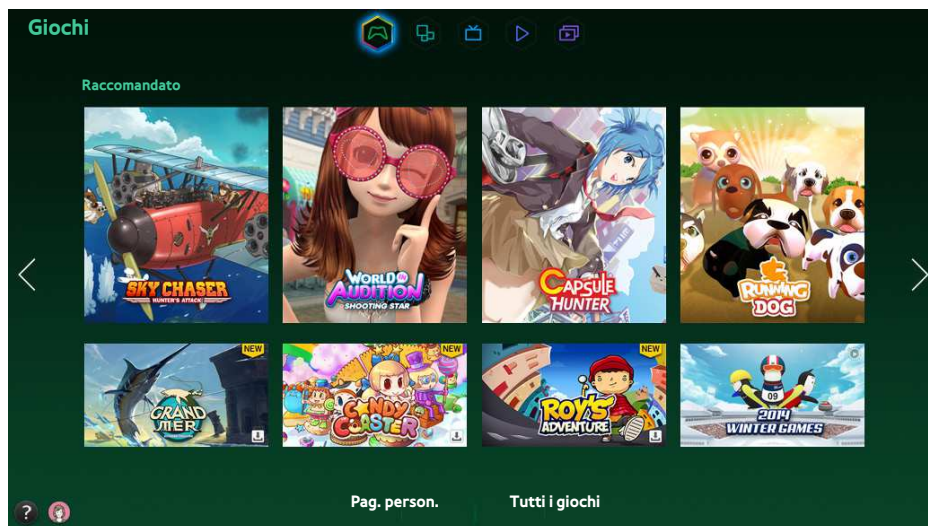 Giochi
Raccomandato
SKY CHASER
HUNTER'S ATTACK
WORLD IN
AUDITION
SHOOTING STAR
CAPSULE
HUNTER
RUNNING
DOG
NEW
GRAND
MER
NEW
CANDY
COASTER
NEW
ROY'S
ADVENTURE
09
2014
WINTER GAMES
?
Pag. person.
Tutti i giochi